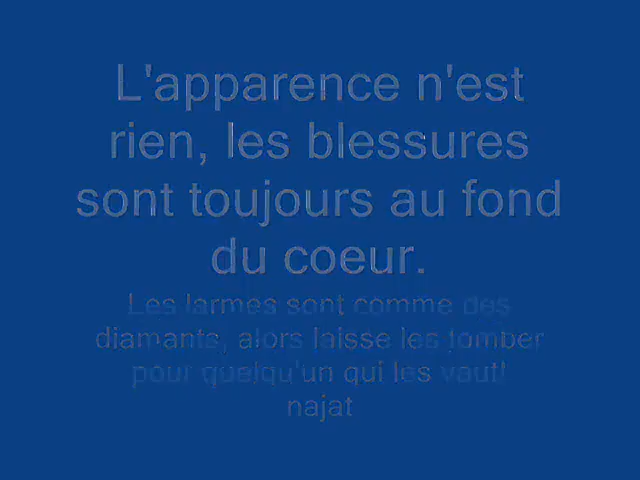 L'apparence n'est
rien, les blessures
sont toujours au fond
du coeur.
Les larmes sont comme des
diamants, alors laisse les tomber
pour quelqu'un qui les vaut!
najat